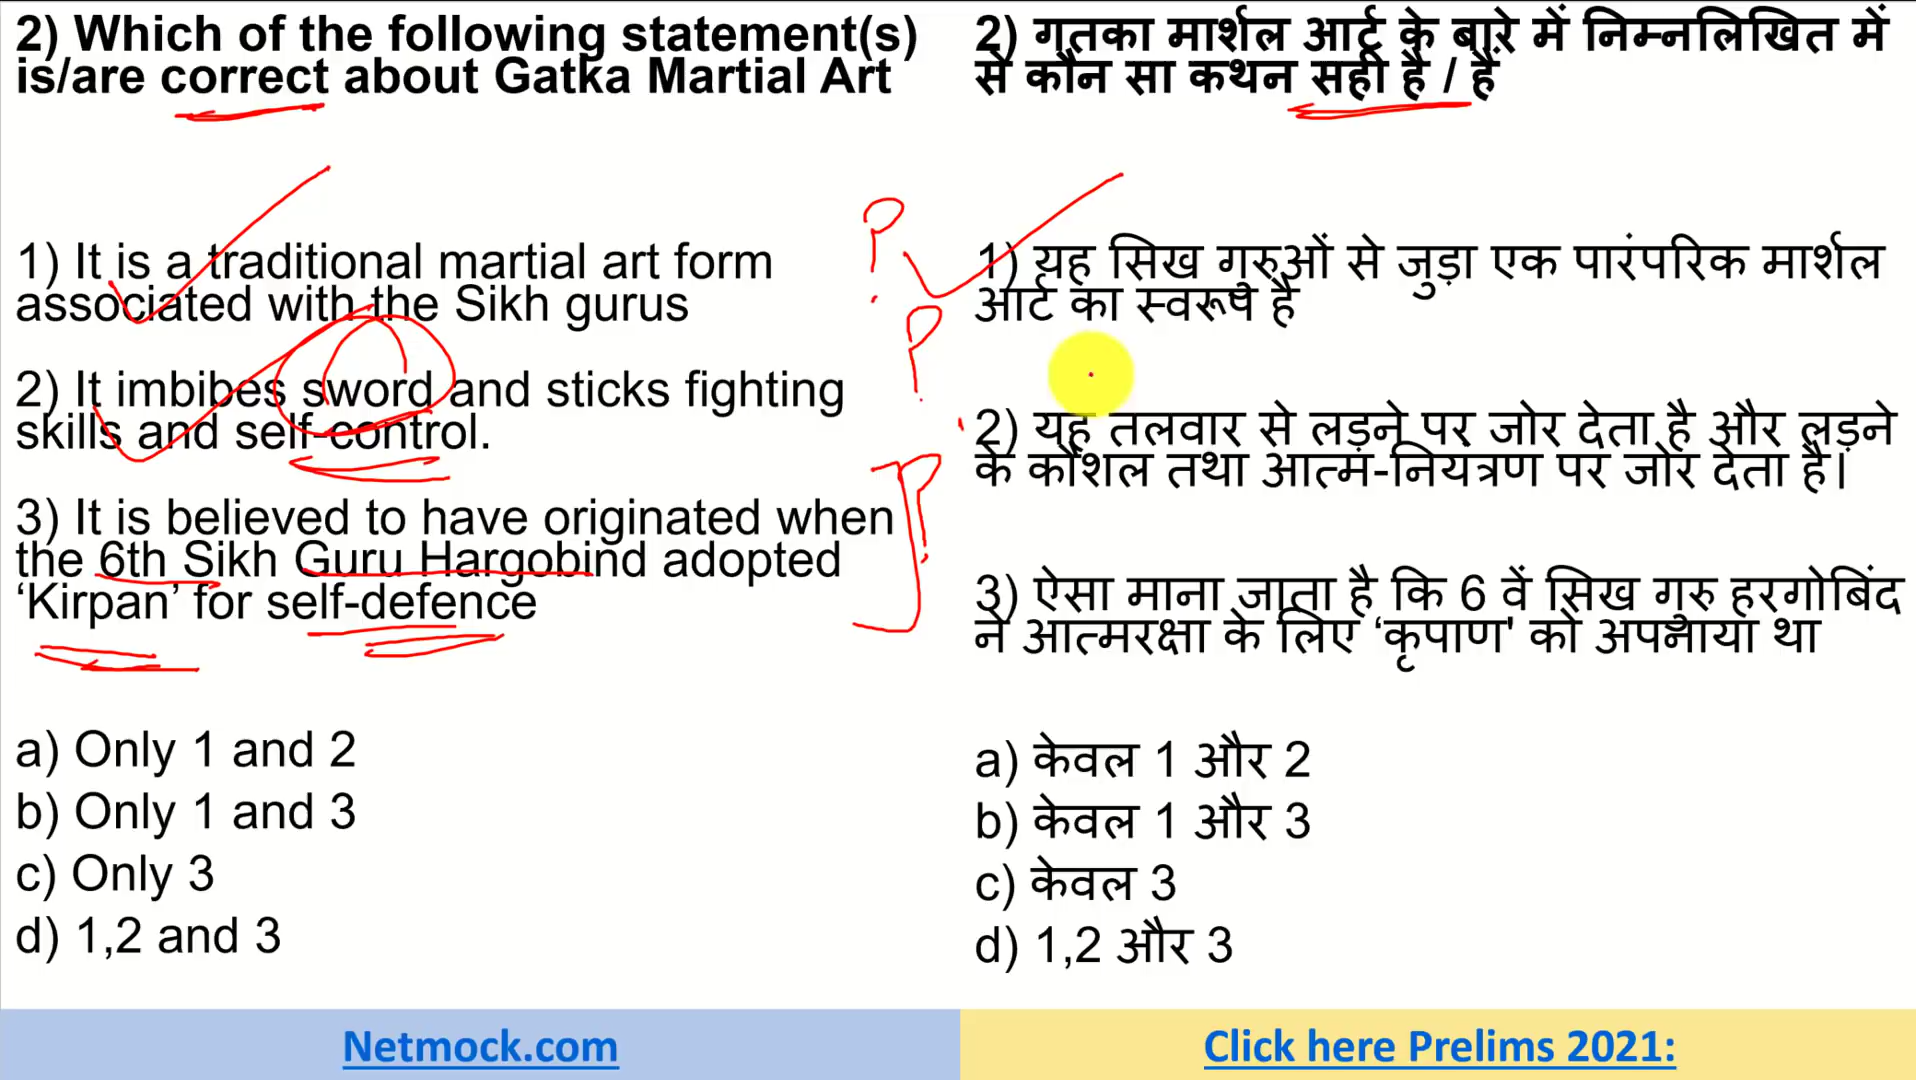 2) Which of the following statement(s)
is/are correct about Gatka Martial Art
1) It is a traditional martial art form
associated with the Sikh gurus
2) It imbibes sword and sticks fighting
skills and self-control.
3) It is believed to have originated when
the 6th Sikh Guru Hargobind adopted
‘Kirpan’ for self-defence
a) Only 1 and 2
b) Only 1 and 3
c) Only 3
d) 1,2 and 3
2) गतका मार्शल आर्ट के बारे में निम्नलिखित में
से कौन सा कथन सही है / हैं
1) यह सिख गुरुओं से जुड़ा एक पारंपरिक मार्शल
आर्ट का स्वरूप है
2) यह तलवार से लड़ने पर जोर देता है और लड़ने
के कौशल तथा आत्म-नियंत्रण पर जोर देता है।
3) ऐसा माना जाता है कि 6 वें सिख गुरु हरगोबिंद
ने आत्मरक्षा के लिए ‘कृपाण' को अपनाया था
a) केवल 1 और 2
b) केवल 1 और 3
c) केवल 3
d) 1,2 और 3
Netmock.com
Click here Prelims 2021: